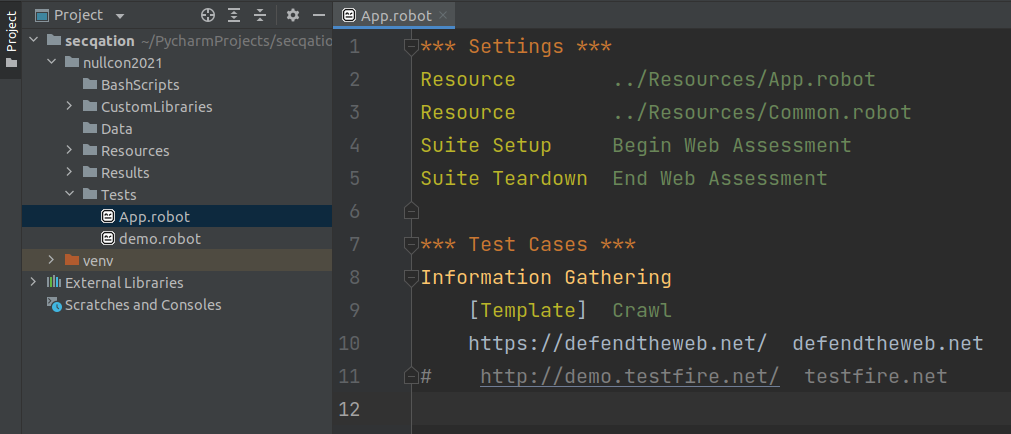 Project
Project
secqation ~/PycharmProjects/secqatio
nullcon2021
BashScripts
CustomLibraries
Data
Resources
Results
Tests
App.robot
demo.robot
venv
External Libraries
Scratches and Consoles
App.robot
1 *** Settings ***
2 Resource ../Resources/App.robot
3 Resource ../Resources/Common.robot
4 Suite Setup Begin Web Assessment
5 Suite Teardown End Web Assessment
6
7 *** Test Cases ***
8 Information Gathering
9 [Template] Crawl
10 https://defendtheweb.net/ defendtheweb.net
11 # http://demo.testfire.net/ testfire.net
12